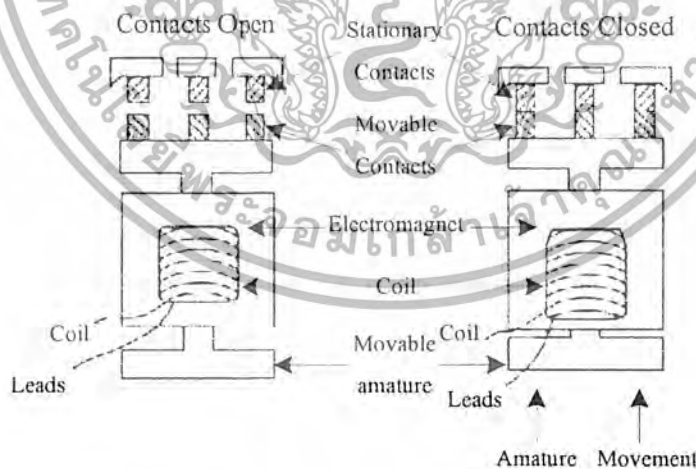 Contacts Open
Stationary
Contacts Closed
Contacts
Movable
Contacts
Electromagnet
Coil
Coil
Leads
Movable
amature
Coil
Leads
Amature Movement